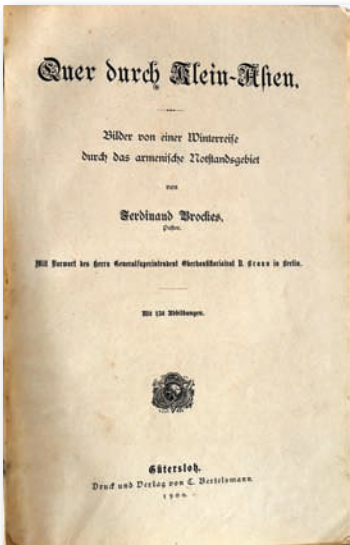 Quer durch Klein-Asien.
Bilder von einer Winterreise
durch das armenische Notstandsgebiet
von
Ferdinand Brockes,
Pastor.
Mit Vorwort des Herrn Generalsuperintendent Oberkonsistorialrat D. Braun in Berlin.
Mit Abbildungen.
Gütersloh.
Druck und Verlag von C. Bertelsmann.
1900.